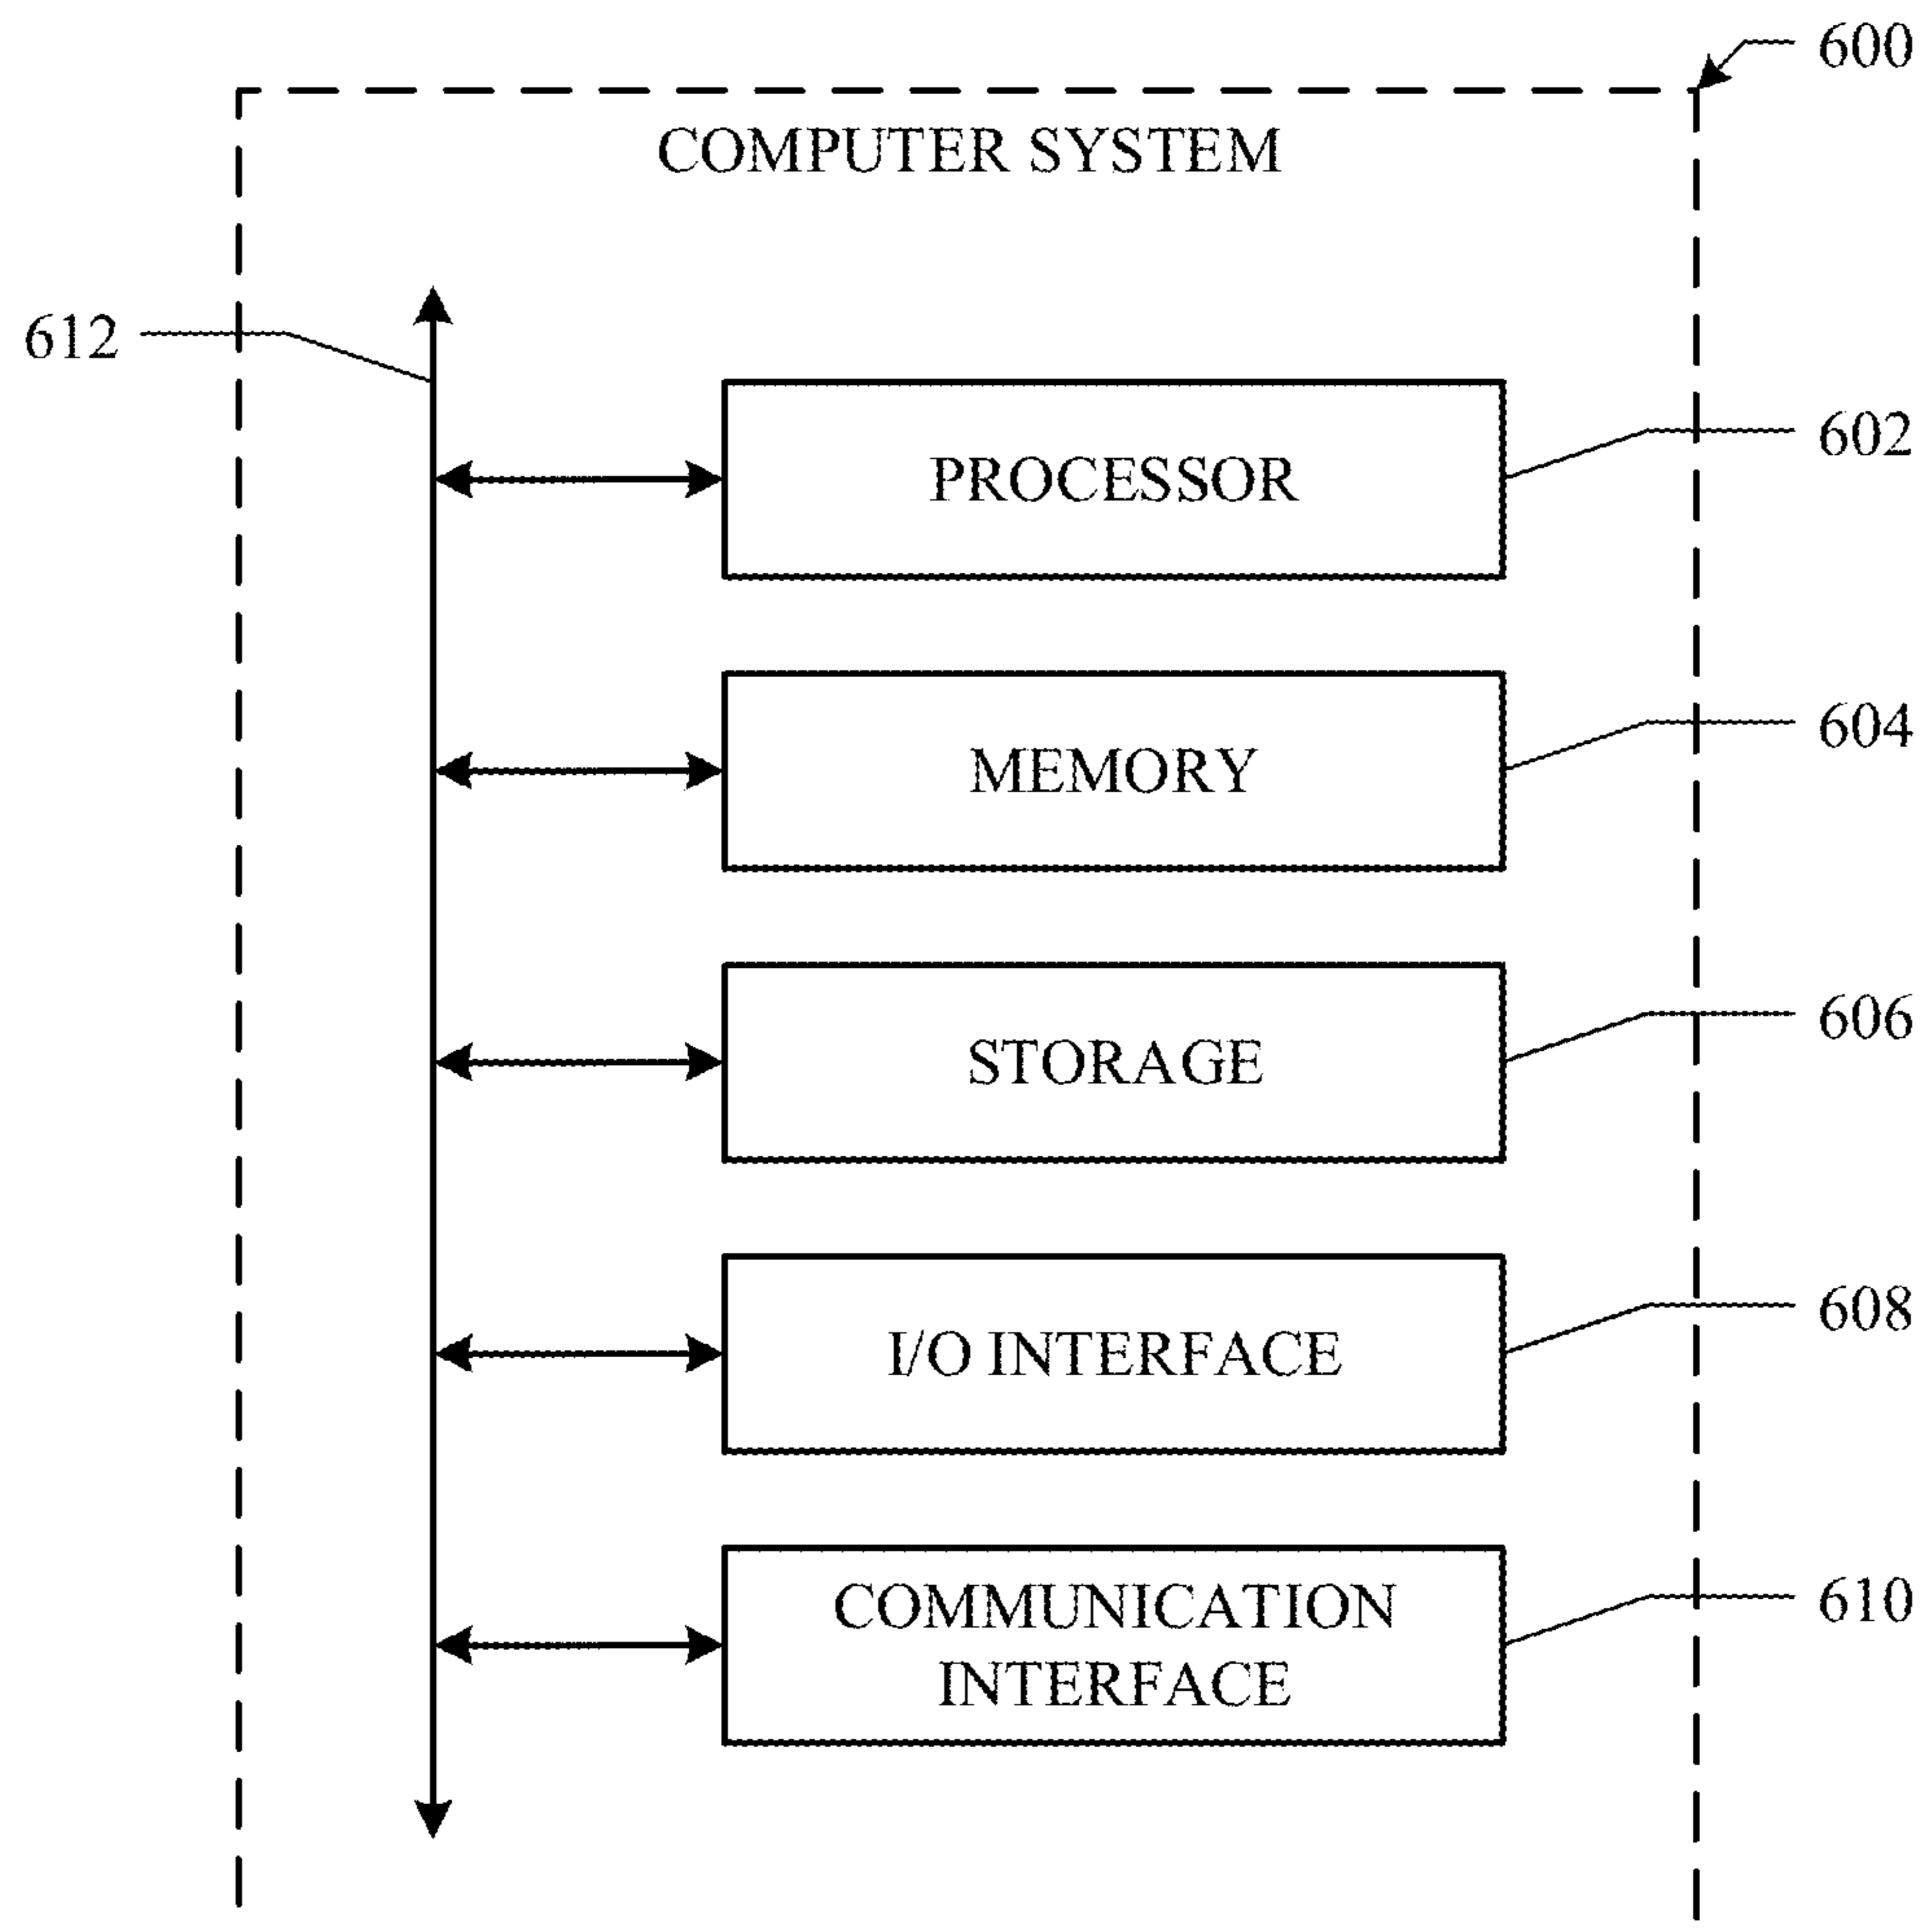 600
COMPUTER SYSTEM
612
602
PROCESSOR
604
MEMORY
606
STORAGE
608
I/O INTERFACE
610
COMMUNICATION
INTERFACE